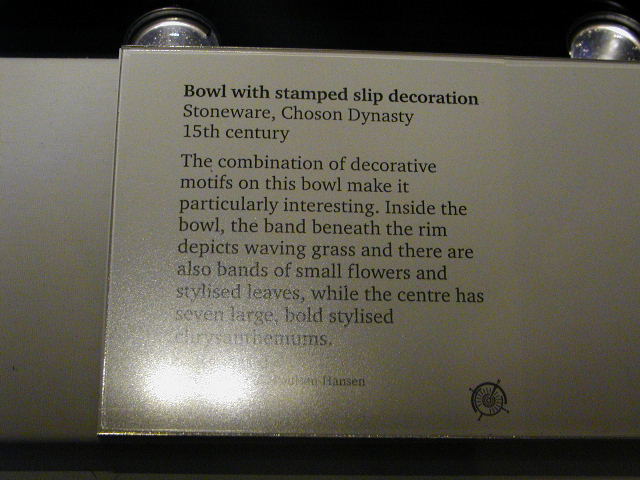 Bowl with stamped slip decoration
Stoneware, Choson Dynasty
15th century
The combination of decorative
motifs on this bowl make it
particularly interesting. Inside the
bowl, the band beneath the rim
depicts waving grass and there are
also bands of small flowers and
stylised leaves, while the centre has
seven large, bold stylised
chrysanthemums.
Poulsen Hansen